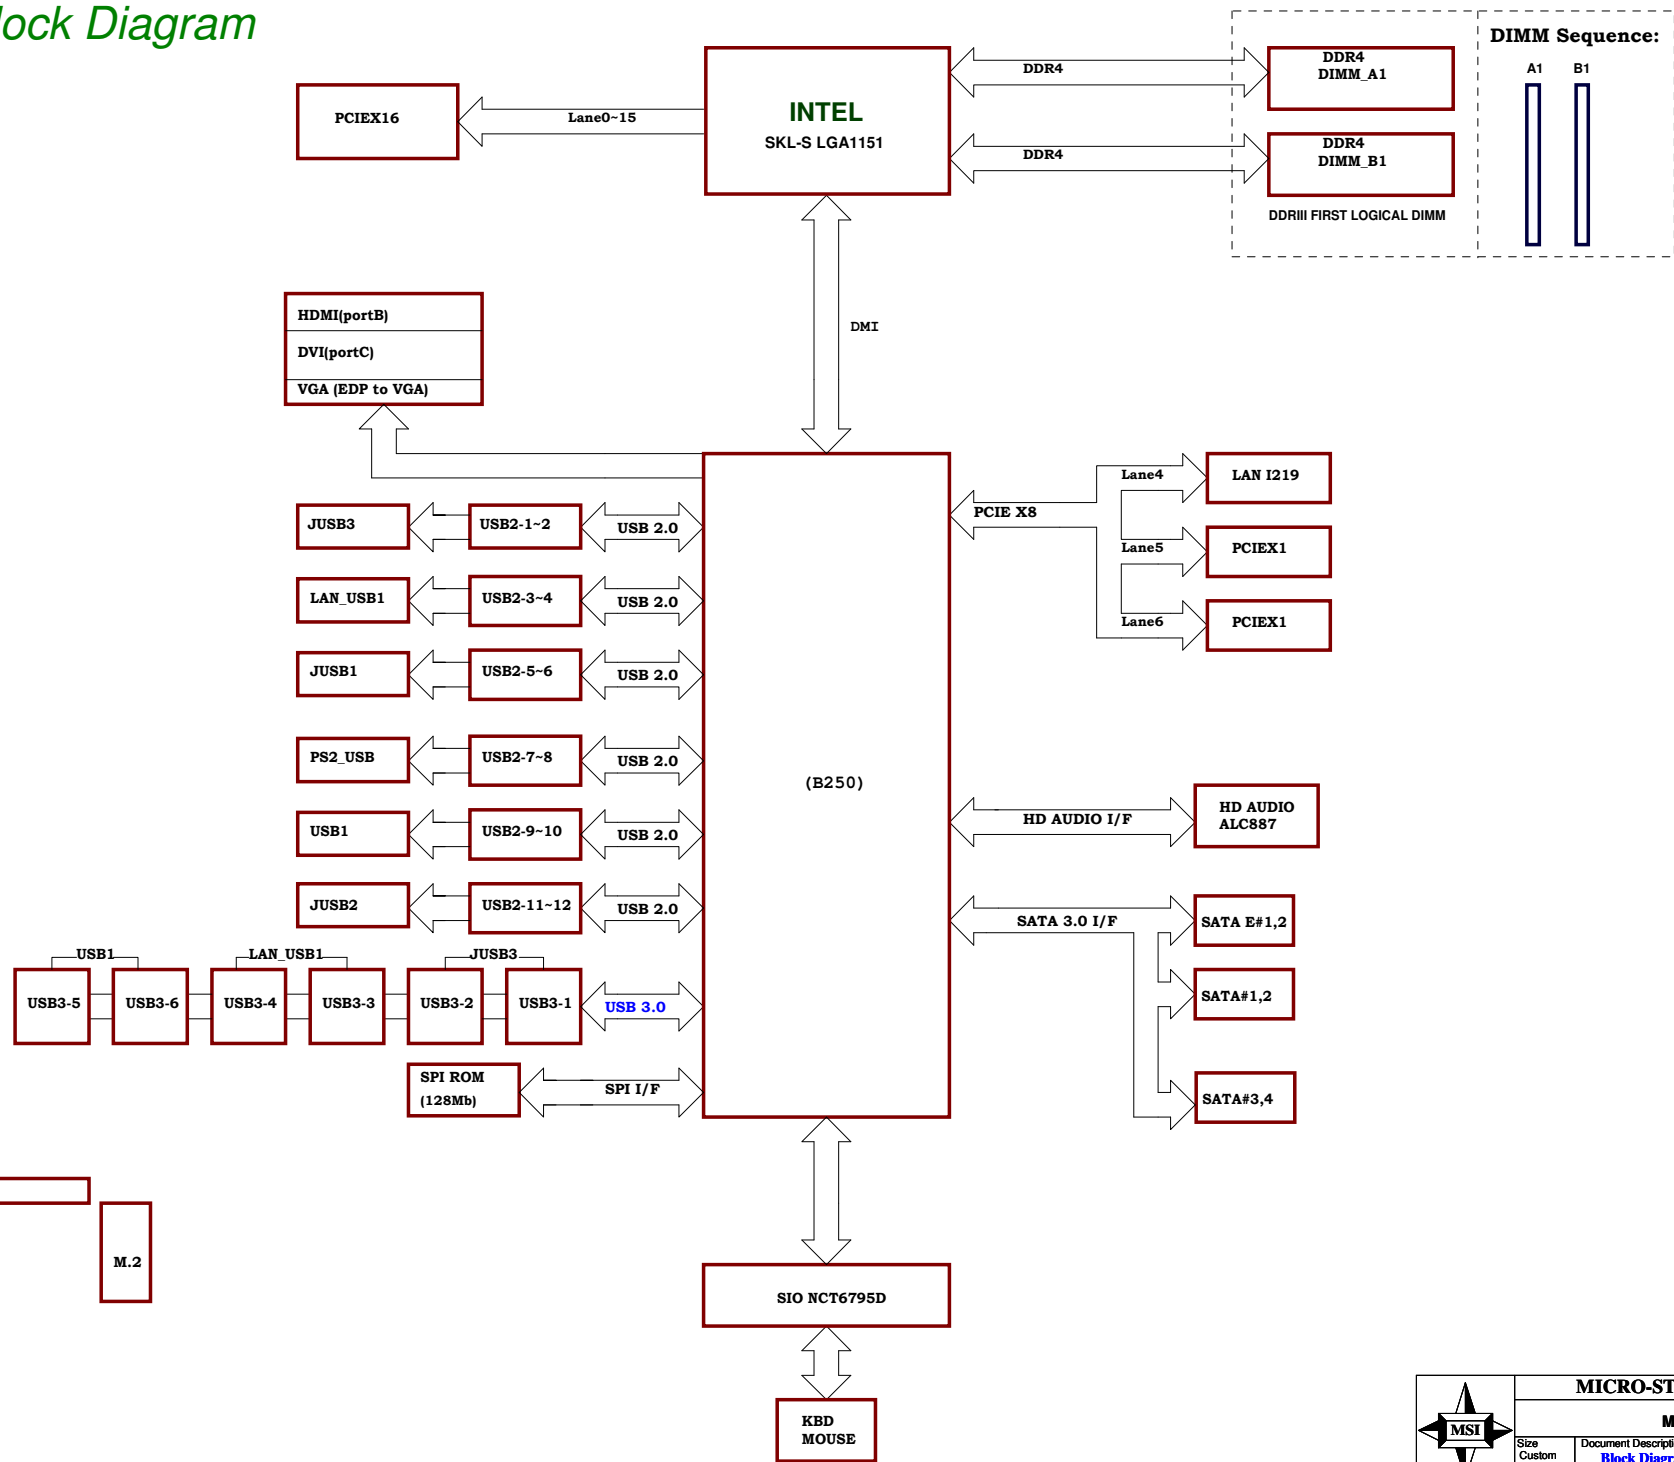 lock Diagram
DIMM Sequence:
A1 B1
DDR4
DIMM_A1
DDR4
DDR4
DIMM_B1
DDR4
DDRIII FIRST LOGICAL DIMM
INTEL
SKL-S LGA1151
PCIEX16
Lane0~15
DMI
HDMI(portB)
DVI(portC)
VGA (EDP to VGA)
JUSB3 USB2-1~2 USB 2.0
LAN_USB1 USB2-3~4 USB 2.0
JUSB1 USB2-5~6 USB 2.0
PS2_USB USB2-7~8 USB 2.0
USB1 USB2-9~10 USB 2.0
JUSB2 USB2-11~12 USB 2.0
USB1 LAN_USB1 JUSB3
USB3-5 USB3-6 USB3-4 USB3-3 USB3-2 USB3-1 USB 3.0
SPI ROM
(128Mb)
SPI I/F
(B250)
PCIE X8
Lane4 LAN I219
Lane5 PCIEX1
Lane6 PCIEX1
HD AUDIO I/F
HD AUDIO
ALC887
SATA 3.0 I/F
SATA E#1,2
SATA#1,2
SATA#3,4
M.2
SIO NCT6795D
KBD
MOUSE
MSI
MICRO-ST
M
Size
Custom
Document Descripti
Block Diagr